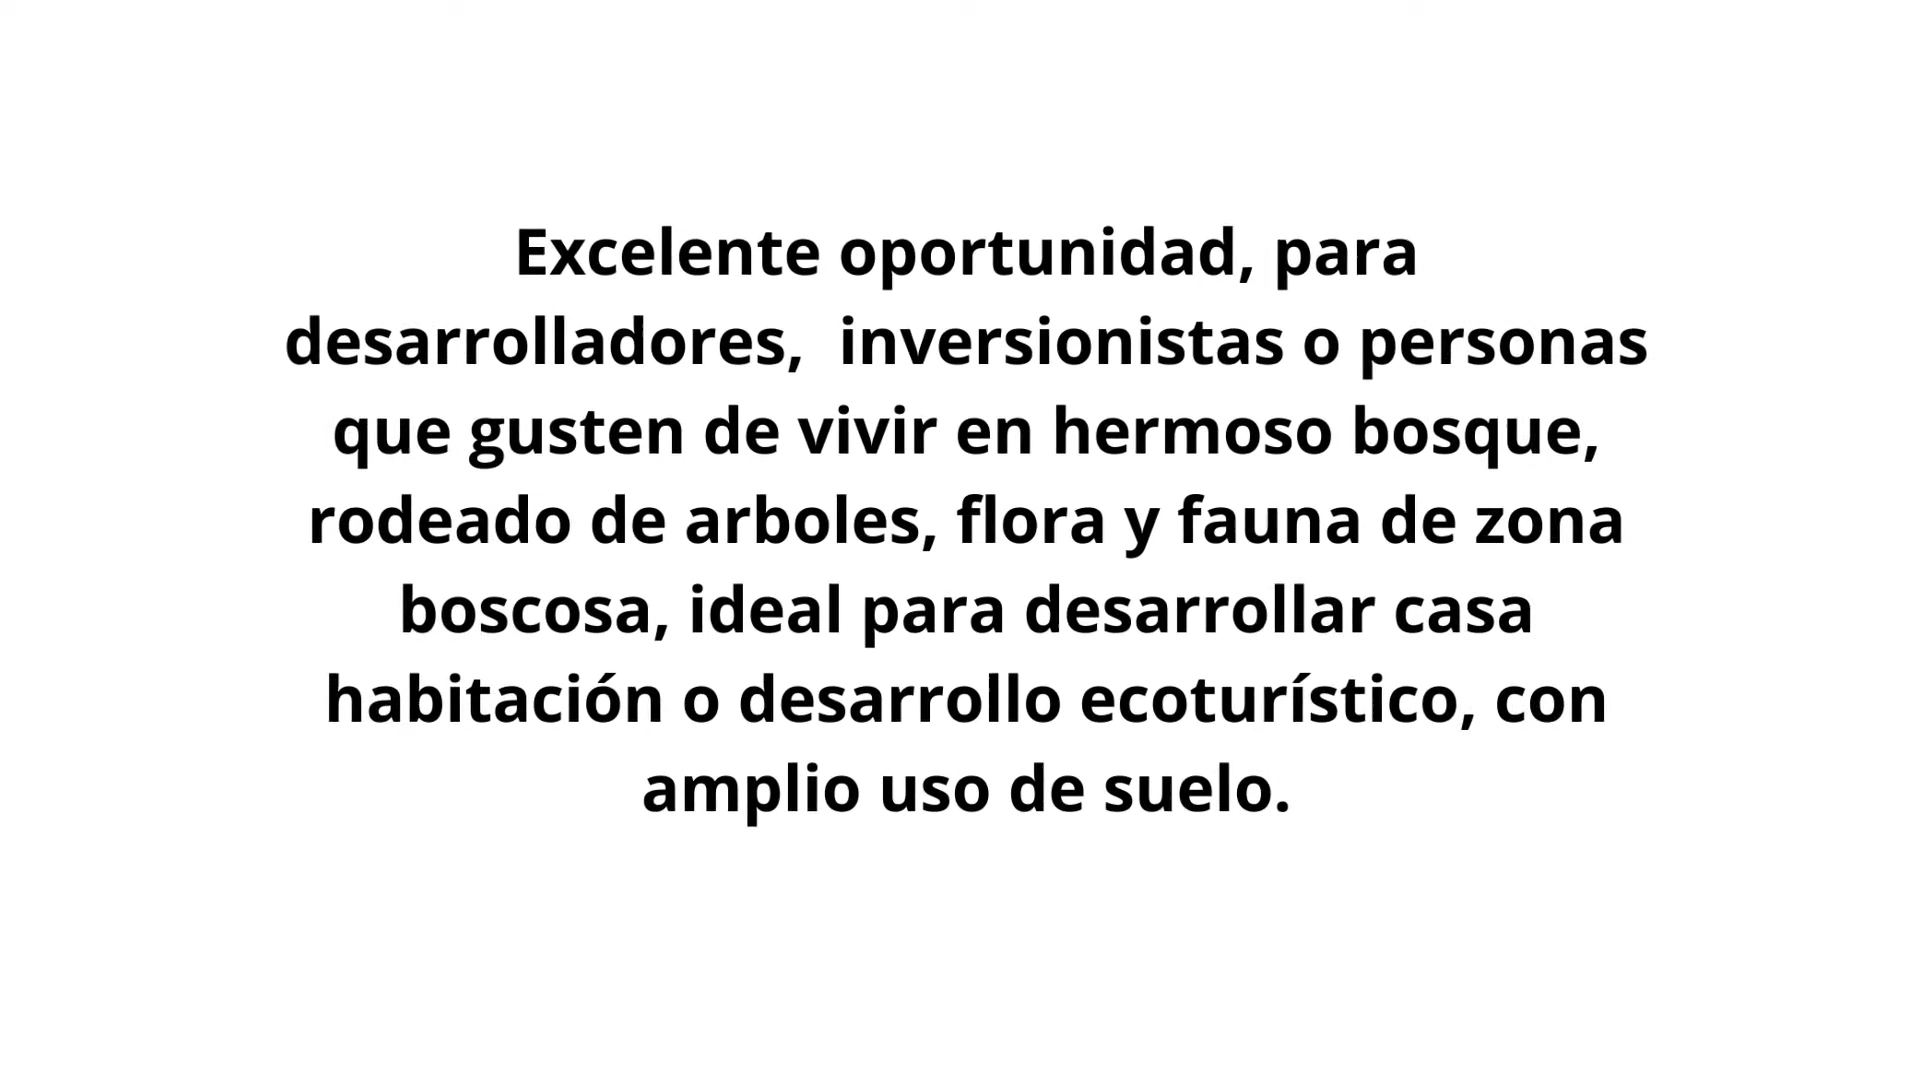 Excelente oportunidad, para
desarrolladores,  inversionistas o personas
que gusten de vivir en hermoso bosque,
rodeado de arboles, flora y fauna de zona
boscosa, ideal para desarrollar casa
habitación o desarrollo ecoturístico, con
amplio uso de suelo.